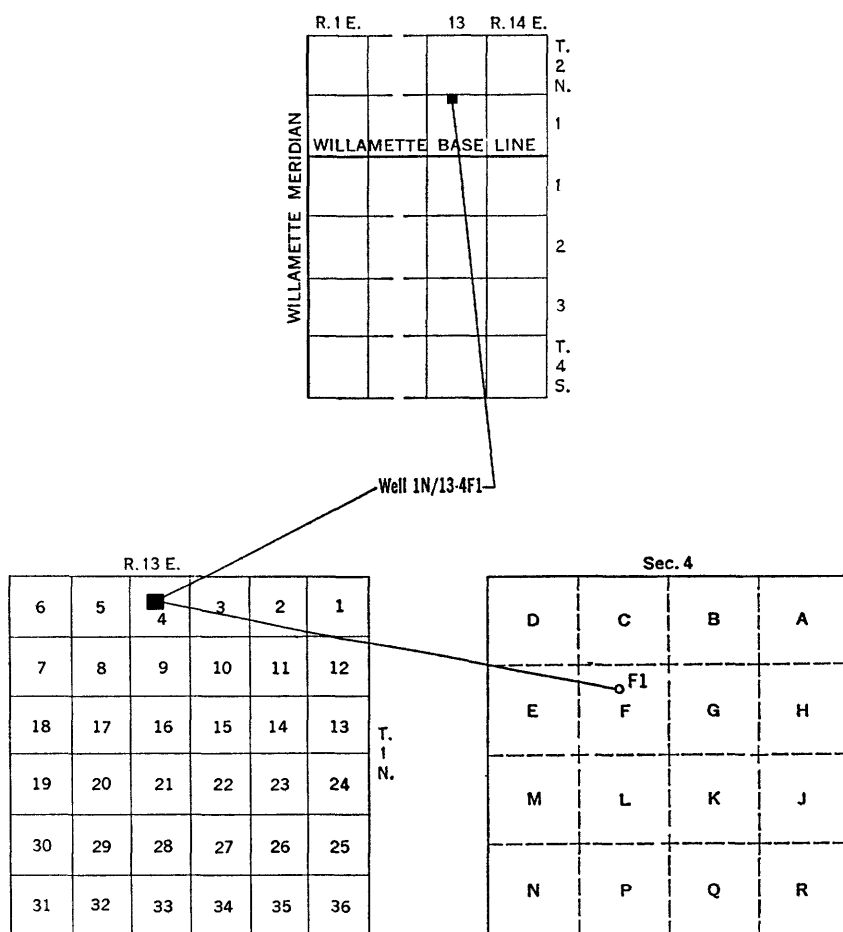 R.1 E. 13 R.14 E.
T.
2
N.
1
WILLAMETTE BASE LINE
WILLAMETTE MERIDIAN
1
2
3
T.
4
S.
Well 1N/13-4F1
R.13 E.
6 5 4 3 2 1
7 8 9 10 11 12
18 17 16 15 14 13
19 20 21 22 23 24
30 29 28 27 26 25
31 32 33 34 35 36
T.
1
N.
Sec. 4
D C B A
F1
E F G H
M L K J
N P Q R